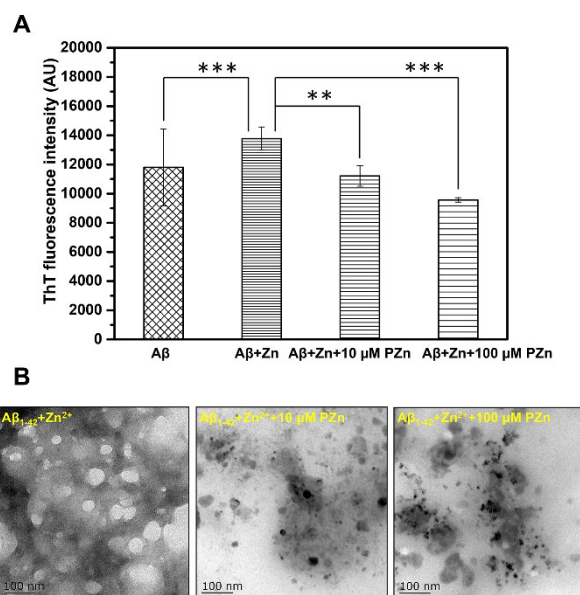 A
ThT fluorescence intensity (AU)
20000
18000
16000
14000
12000
10000
8000
6000
4000
2000
0
***
***
**
Aβ
Aβ+Zn
Aβ+Zn+10 μM PZn
Aβ+Zn+100 μM PZn
B
Aβ₁₋₄₂+Zn²⁺
Aβ₁₋₄₂+Zn²⁺+10 μM PZn
Aβ₁₋₄₂+Zn²⁺+100 μM PZn
100 nm
100 nm
100 nm